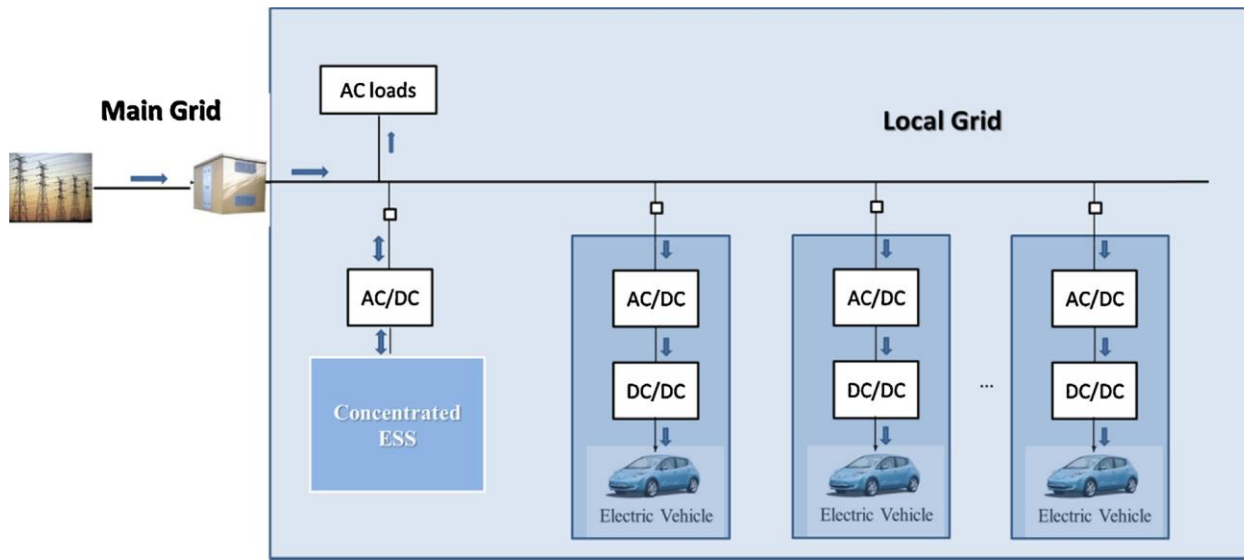 Main Grid
AC loads
Local Grid
AC/DC
AC/DC
AC/DC
AC/DC
DC/DC
DC/DC
...
DC/DC
Concentrated
ESS
Electric Vehicle
Electric Vehicle
Electric Vehicle